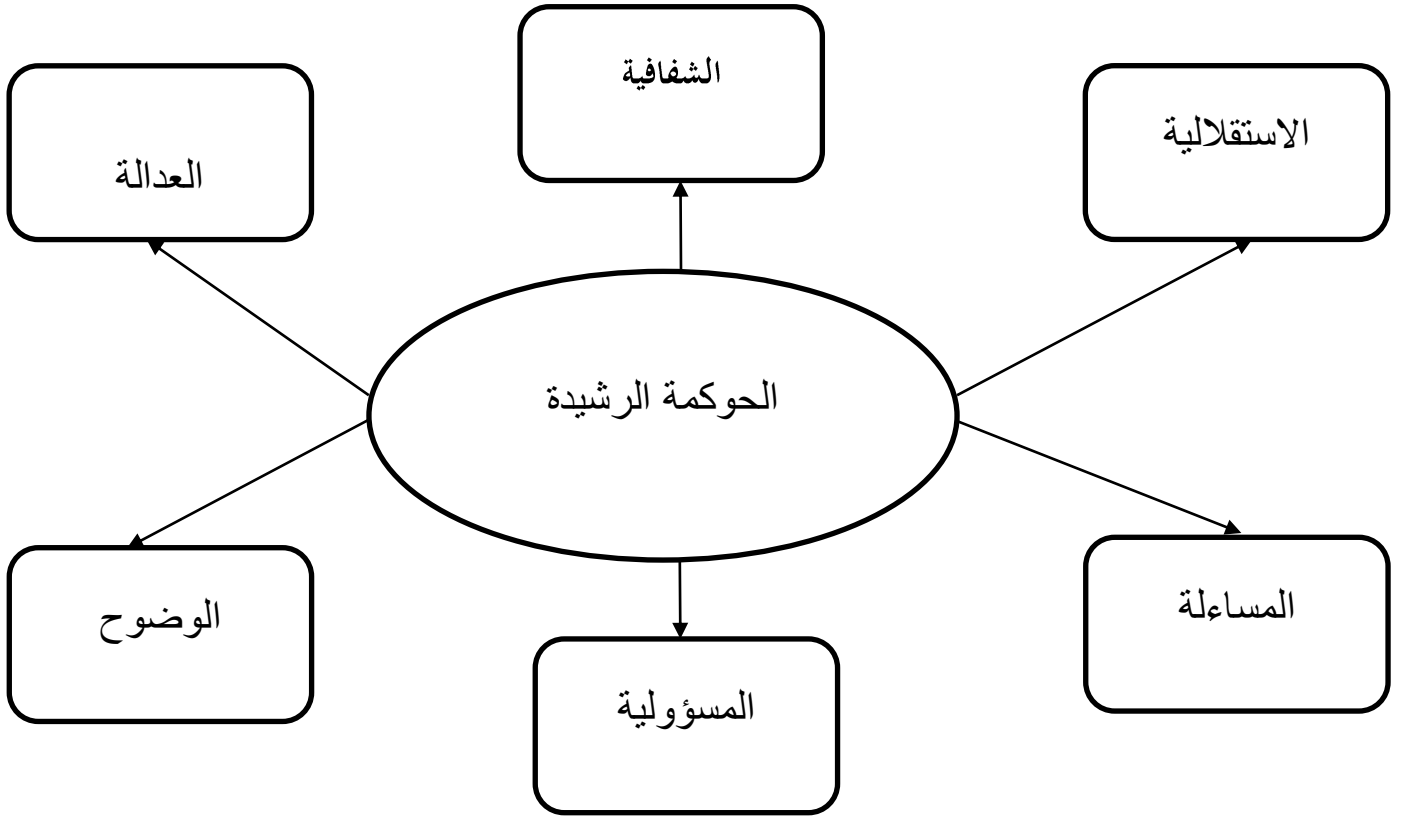 الشفافية
الاستقلالية
العدالة
الحوكمة الرشيدة
المساءلة
الوضوح
المسؤولية